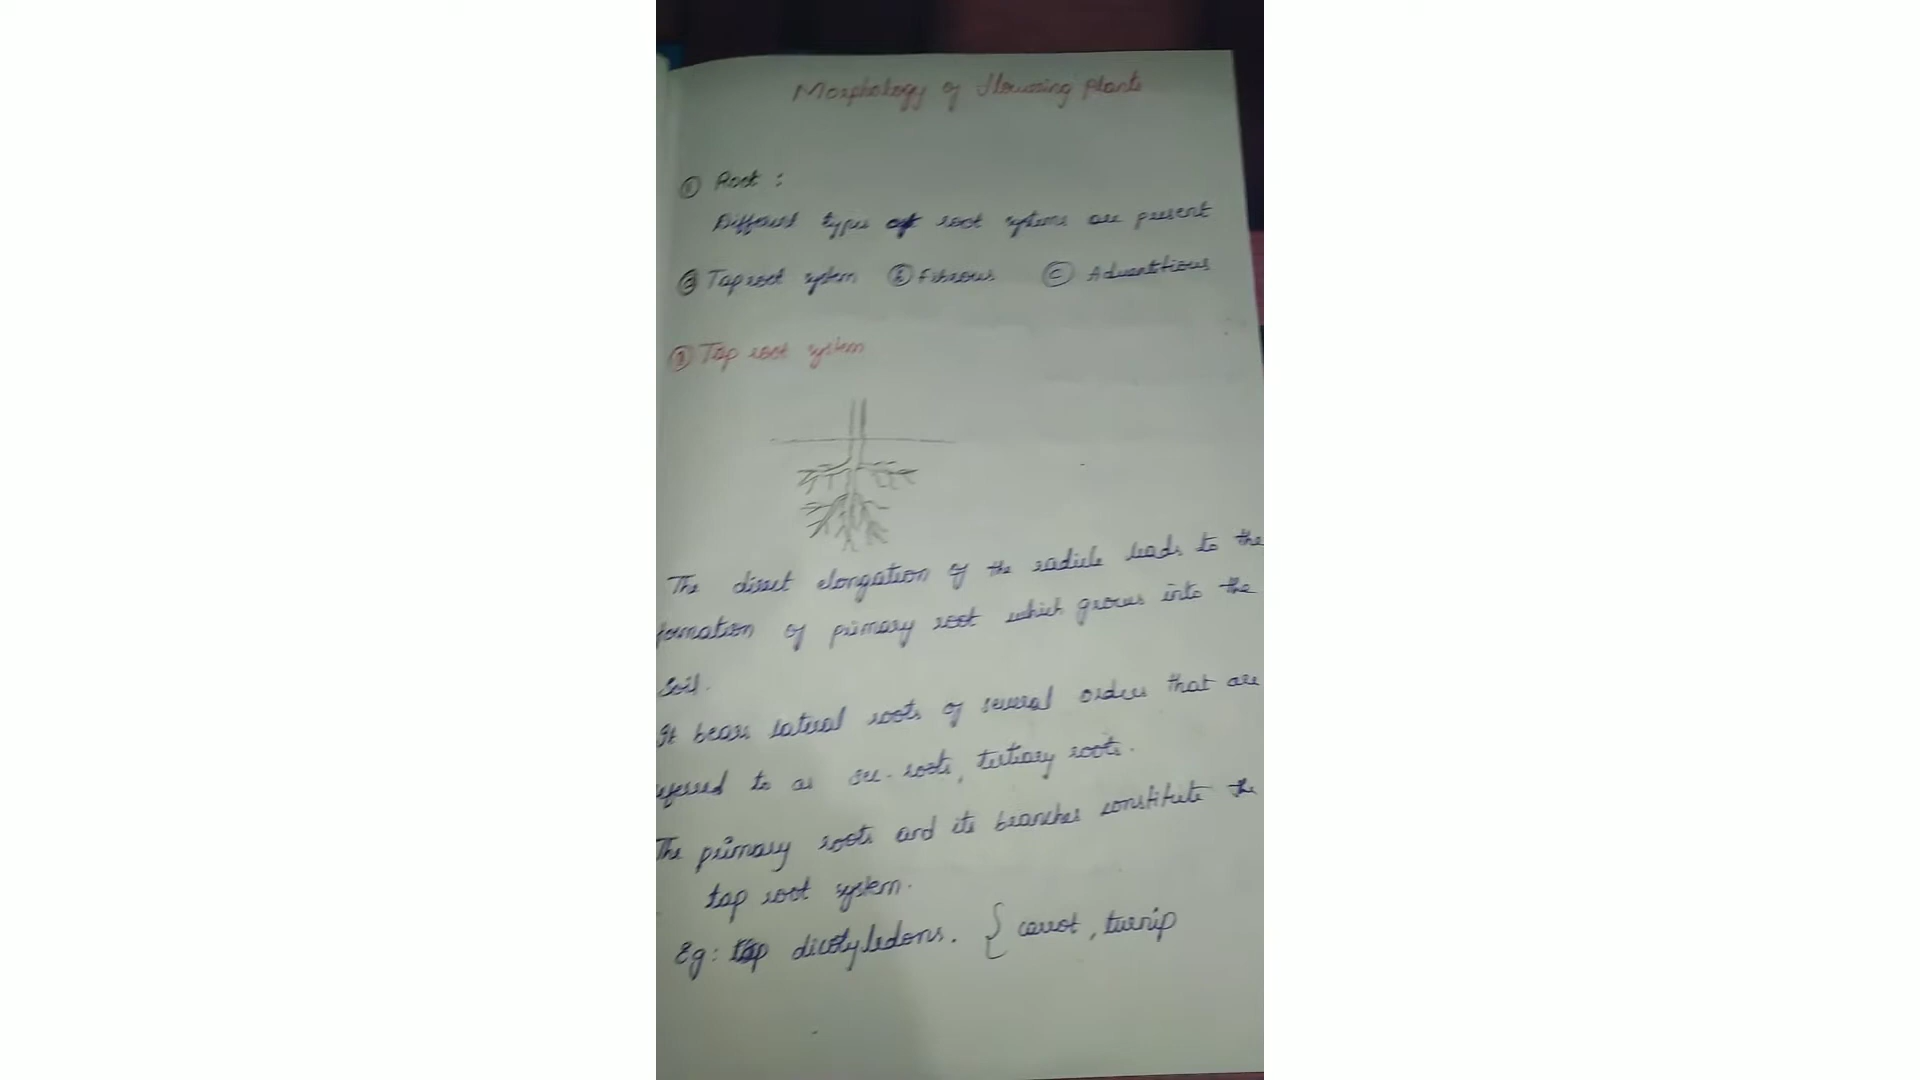 Morphology of Flowering Plants
① Root :
Different types of root systems are present
ⓐ Tap root system ⓑ Fibrous ⓒ Adventitious
① Tap root system
The direct elongation of the radicle leads to the
formation of primary root which grows into the
Soil.
It bears lateral roots of several orders that are
referred to as sec. roots, tertiary roots.
The primary roots and its branches constitute the
tap root system.
Eg: dicotyledons. { carrot, turnip